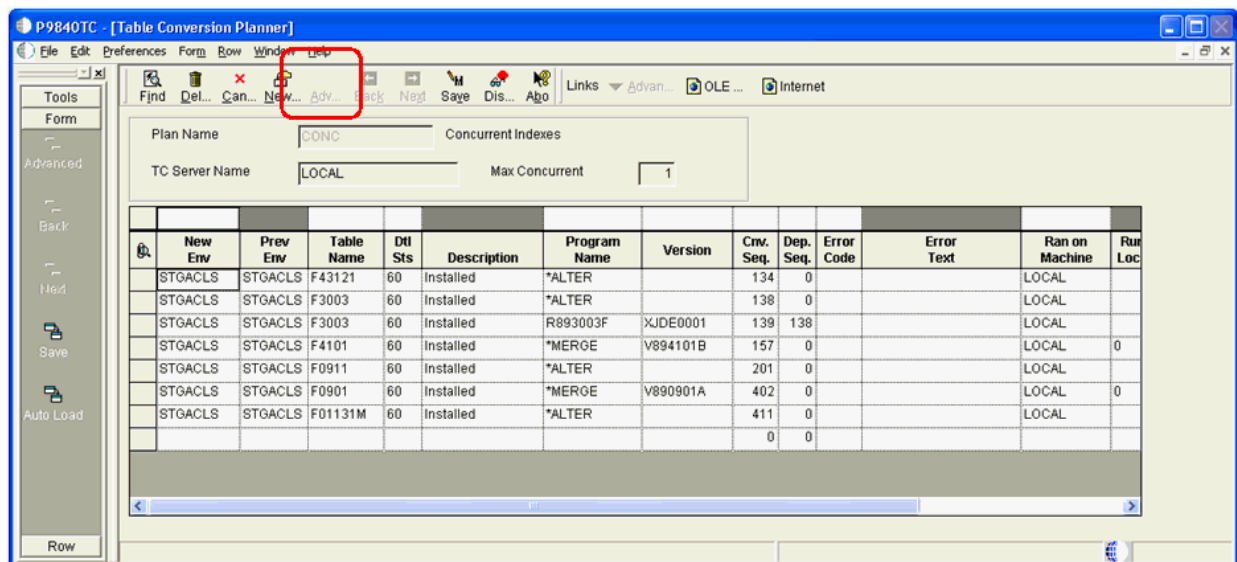 P9840TC - [Table Conversion Planner]
File Edit Preferences Form Row Window Help
Find Del... Can... New... Adv... Back Next Save Dis... Abo Links Advan... OLE ... Internet
Tools
Form
Advanced
Back
Next
Save
Auto Load
Row
Plan Name CONC Concurrent Indexes
TC Server Name LOCAL Max Concurrent 1
New Env Prev Env Table Name Dtl Sts Description Program Name Version Cnv. Seq. Dep. Seq. Error Code Error Text Ran on Machine Run Loc
STGACLS STGACLS F43121 60 Installed *ALTER 134 0 LOCAL
STGACLS STGACLS F3003 60 Installed *ALTER 138 0 LOCAL
STGACLS STGACLS F3003 60 Installed R893003F XJDE0001 139 138 LOCAL
STGACLS STGACLS F4101 60 Installed *MERGE V894101B 157 0 LOCAL 0
STGACLS STGACLS F0911 60 Installed *ALTER 201 0 LOCAL
STGACLS STGACLS F0901 60 Installed *MERGE V890901A 402 0 LOCAL 0
STGACLS STGACLS F01131M 60 Installed *ALTER 411 0 LOCAL
0 0